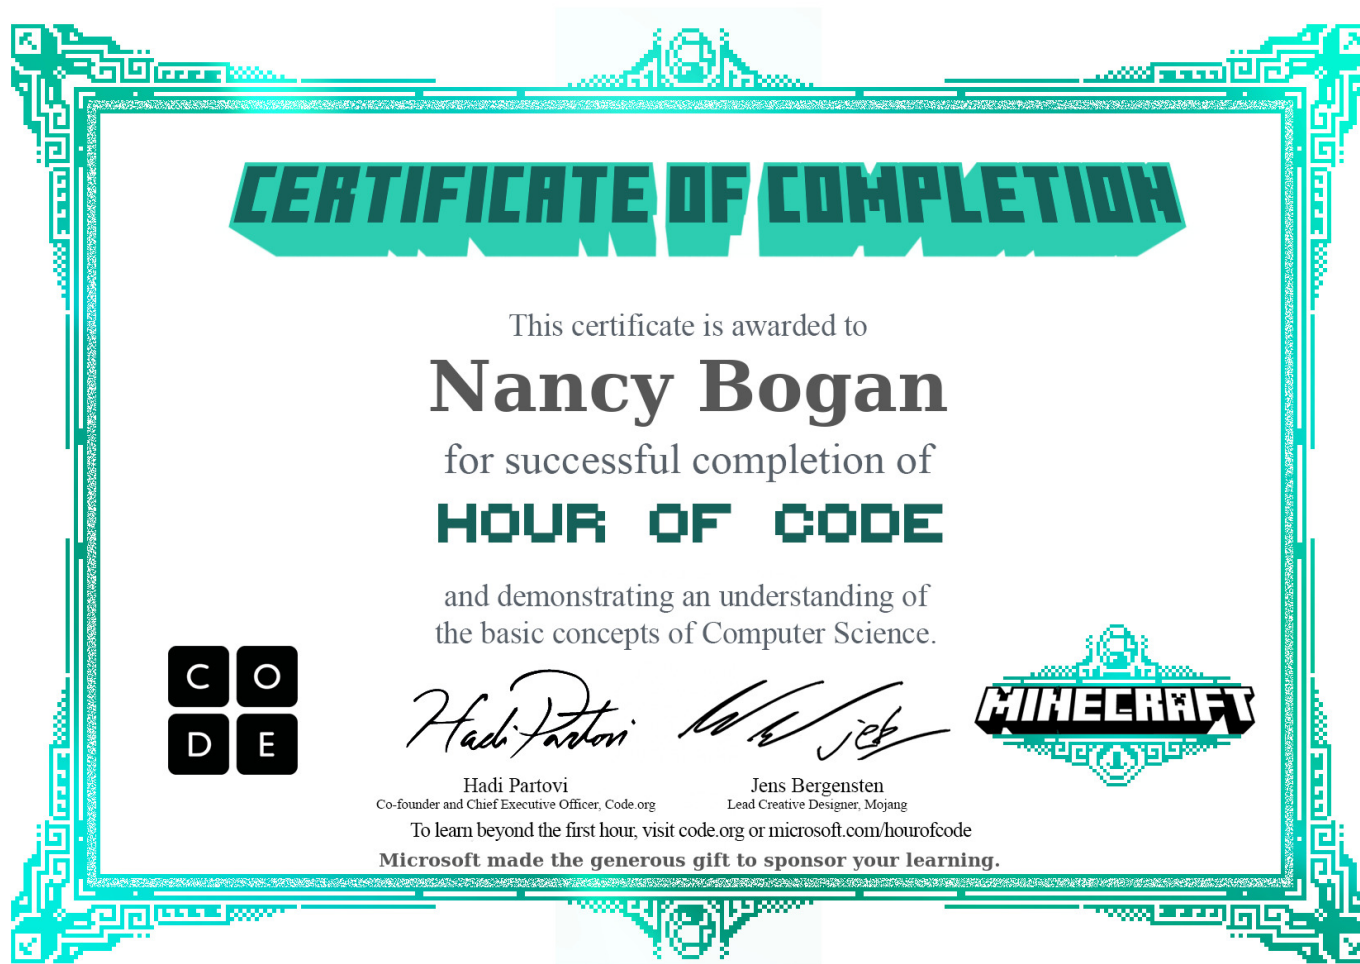 CERTIFICATE OF COMPLETION
This certificate is awarded to
Nancy Bogan
for successful completion of
HOUR OF CODE
and demonstrating an understanding of
the basic concepts of Computer Science.
C O
D E
Hadi Partovi
jeb
MINECRAFT
Hadi Partovi
Co-founder and Chief Executive Officer, Code.org
Jens Bergensten
Lead Creative Designer, Mojang
To learn beyond the first hour, visit code.org or microsoft.com/hourofcode
Microsoft made the generous gift to sponsor your learning.